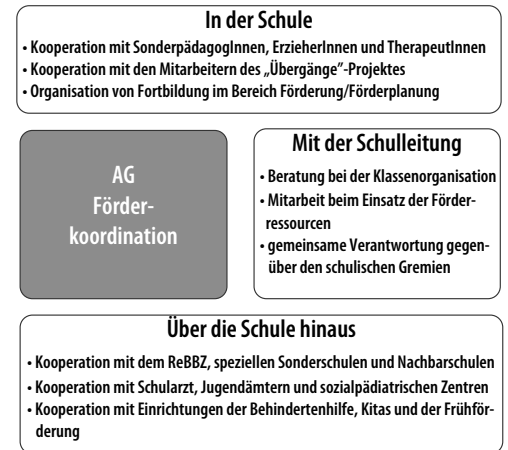 In der Schule
• Kooperation mit SonderpädagogInnen, ErzieherInnen und TherapeutInnen
• Kooperation mit den Mitarbeitern des „Übergänge”-Projektes
• Organisation von Fortbildung im Bereich Förderung/Förderplanung
AG
Förder-
koordination
Mit der Schulleitung
• Beratung bei der Klassenorganisation
• Mitarbeit beim Einsatz der Förder-
ressourcen
• gemeinsame Verantwortung gegen-
über den schulischen Gremien
Über die Schule hinaus
• Kooperation mit dem ReBBZ, speziellen Sonderschulen und Nachbarschulen
• Kooperation mit Schularzt, Jugendämtern und sozialpädiatrischen Zentren
• Kooperation mit Einrichtungen der Behindertenhilfe, Kitas und der Frühför-
derung